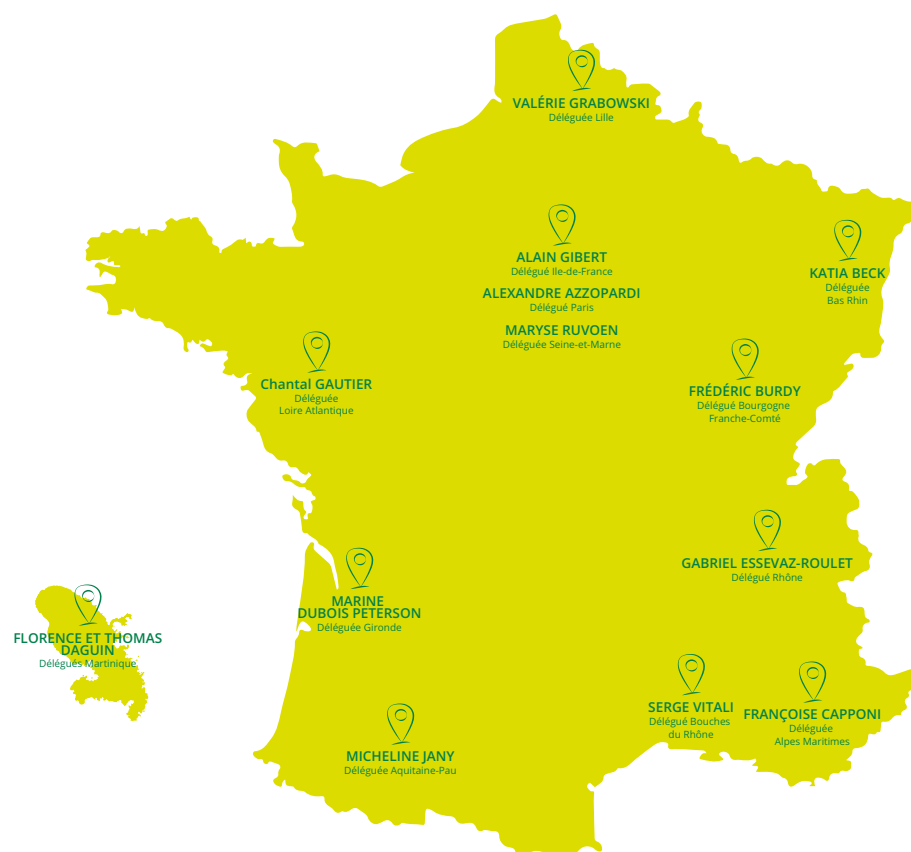 VALÉRIE GRABOWSKI
Déléguée Lille
ALAIN GIBERT
Délégué Ile-de-France
ALEXANDRE AZZOPARDI
Délégué Paris
MARYSE RUVOEN
Déléguée Seine-et-Marne
KATIA BECK
Déléguée
Bas Rhin
Chantal GAUTIER
Déléguée
Loire Atlantique
FRÉDÉRIC BURDY
Délégué Bourgogne
Franche-Comté
GABRIEL ESSEVAZ-ROULET
Délégué Rhône
MARINE
DUBOIS PETERSON
Déléguée Gironde
FLORENCE ET THOMAS
DAGUIN
Délégués Martinique
SERGE VITALI
Délégué Bouches
du Rhône
FRANÇOISE CAPPONI
Déléguée
Alpes Maritimes
MICHELINE JANY
Déléguée Aquitaine-Pau